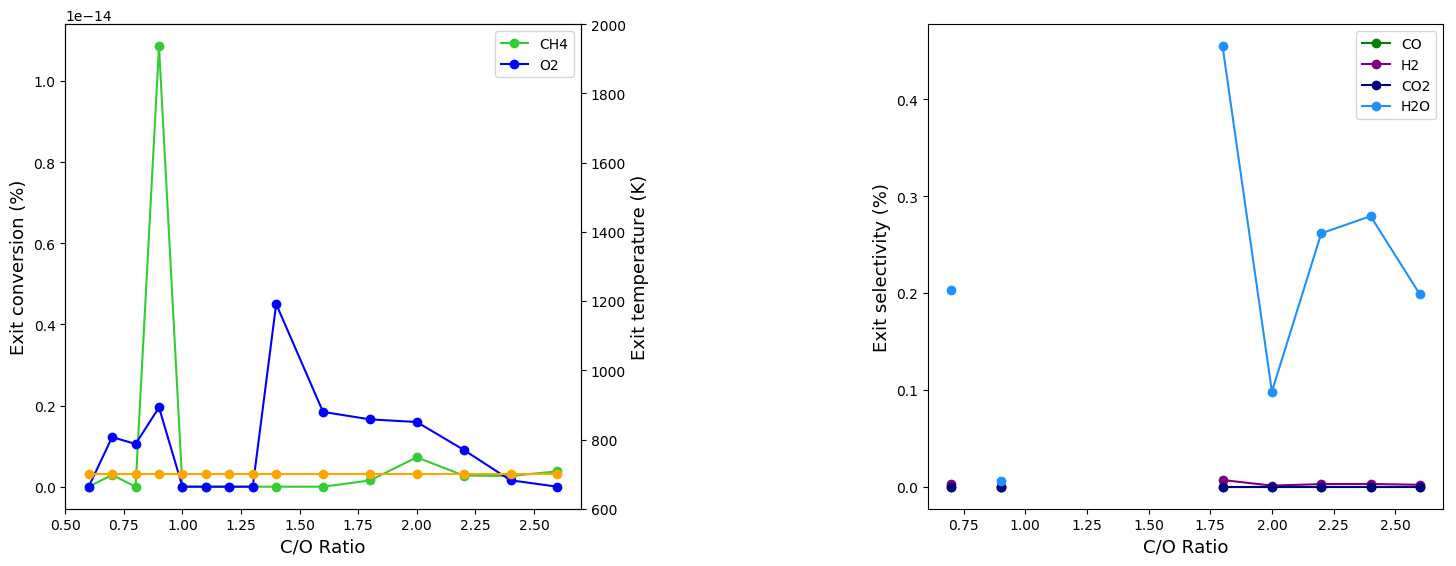 1e−14
CH4
O2
Exit conversion (%)
1.0
0.8
0.6
0.4
0.2
0.0
0.50 0.75 1.00 1.25 1.50 1.75 2.00 2.25 2.50
C/O Ratio
2000
1800
1600
1400
1200
1000
800
600
Exit temperature (K)
CO
H2
CO2
H2O
Exit selectivity (%)
0.4
0.3
0.2
0.1
0.0
0.75 1.00 1.25 1.50 1.75 2.00 2.25 2.50
C/O Ratio